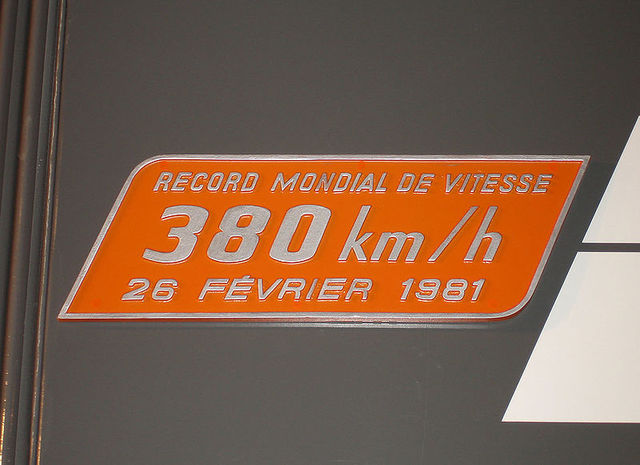 RECORD MONDIAL DE VITESSE
380 km/h
26 FÉVRIER 1981